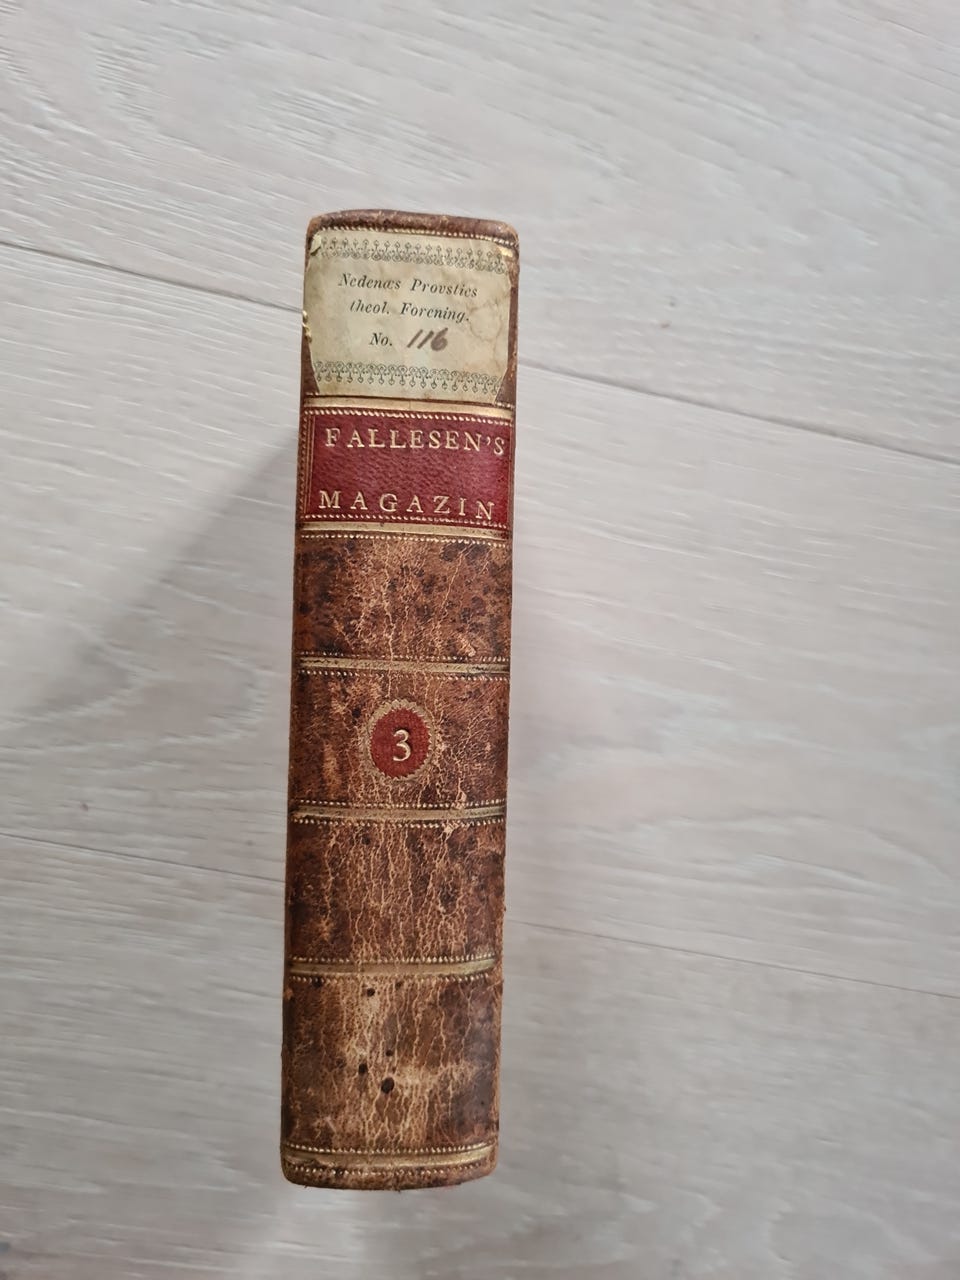 Nedenæs Provsties
theol. Forening.
No. 116
FALLESEN'S
MAGAZIN
3